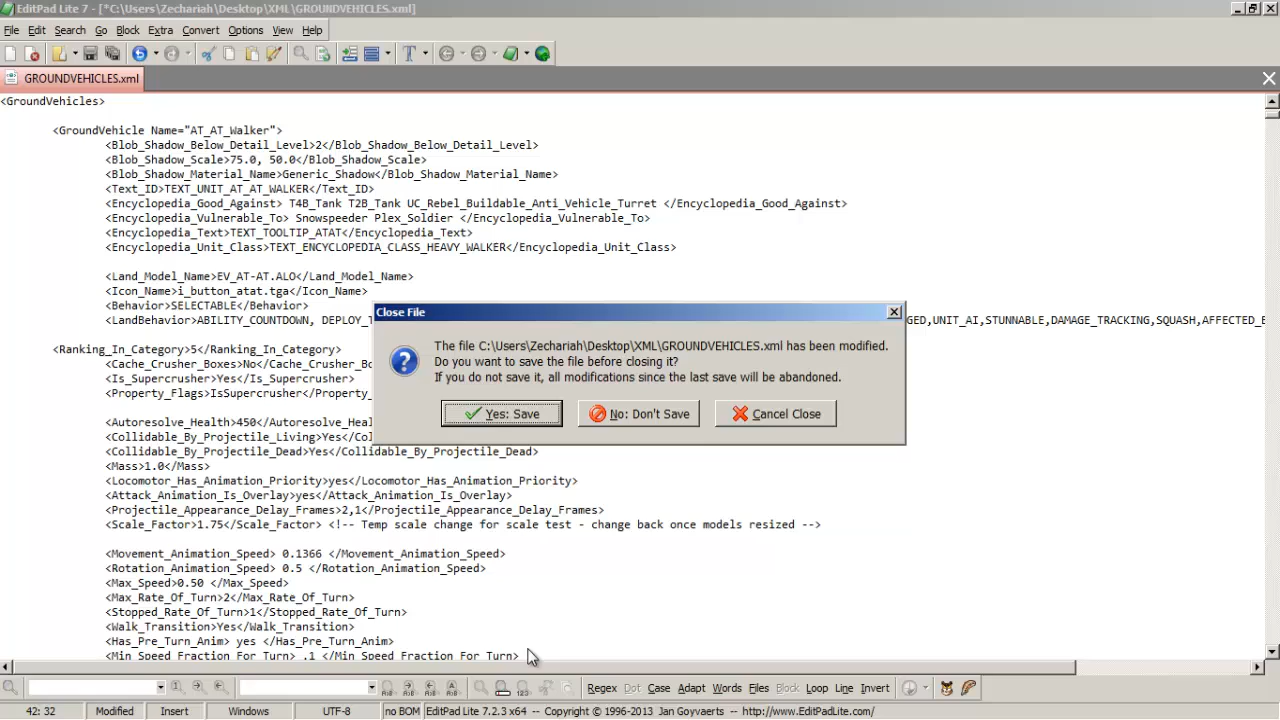 EditPad Lite 7 - [*C:\Users\Zechariah\Desktop\XML\GROUNDVEHICLES.xml]
File Edit Search Go Block Extra Convert Options View Help
GROUNDVEHICLES.xml
<GroundVehicles>
<GroundVehicle Name="AT_AT_Walker">
<Blob_Shadow_Below_Detail_Level>2</Blob_Shadow_Below_Detail_Level>
<Blob_Shadow_Scale>75.0, 50.0</Blob_Shadow_Scale>
<Blob_Shadow_Material_Name>Generic_Shadow</Blob_Shadow_Material_Name>
<Text_ID>TEXT_UNIT_AT_AT_WALKER</Text_ID>
<Encyclopedia_Good_Against> T4B_Tank T2B_Tank UC_Rebel_Buildable_Anti_Vehicle_Turret </Encyclopedia_Good_Against>
<Encyclopedia_Vulnerable_To> Snowspeeder Plex_Soldier </Encyclopedia_Vulnerable_To>
<Encyclopedia_Text>TEXT_TOOLTIP_ATAT</Encyclopedia_Text>
<Encyclopedia_Unit_Class>TEXT_ENCYCLOPEDIA_CLASS_HEAVY_WALKER</Encyclopedia_Unit_Class>
<Land_Model_Name>EV_AT-AT.ALO</Land_Model_Name>
<Icon_Name>i_button_atat.tga</Icon_Name>
<Behavior>SELECTABLE</Behavior>
<LandBehavior>ABILITY_COUNTDOWN, DEPLOY_T GED,UNIT_AI,STUNNABLE,DAMAGE_TRACKING,SQUASH,AFFECTED_B
<Ranking_In_Category>5</Ranking_In_Category>
<Cache_Crusher_Boxes>No</Cache_Crusher_Bo
<Is_Supercrusher>Yes</Is_Supercrusher>
<Property_Flags>IsSupercrusher</Property_
<Autoresolve_Health>450</Autoresolve_Heal
<Collidable_By_Projectile_Living>Yes</Col
<Collidable_By_Projectile_Dead>Yes</Collidable_By_Projectile_Dead>
<Mass>1.0</Mass>
<Locomotor_Has_Animation_Priority>yes</Locomotor_Has_Animation_Priority>
<Attack_Animation_Is_Overlay>yes</Attack_Animation_Is_Overlay>
<Projectile_Appearance_Delay_Frames>2,1</Projectile_Appearance_Delay_Frames>
<Scale_Factor>1.75</Scale_Factor> <!-- Temp scale change for scale test - change back once models resized -->
<Movement_Animation_Speed> 0.1366 </Movement_Animation_Speed>
<Rotation_Animation_Speed> 0.5 </Rotation_Animation_Speed>
<Max_Speed>0.50 </Max_Speed>
<Max_Rate_Of_Turn>2</Max_Rate_Of_Turn>
<Stopped_Rate_Of_Turn>1</Stopped_Rate_Of_Turn>
<Walk_Transition>Yes</Walk_Transition>
<Has_Pre_Turn_Anim> yes </Has_Pre_Turn_Anim>
<Min_Speed_Fraction_For_Turn> .1 </Min_Speed_Fraction_For_Turn>
Close File
The file C:\Users\Zechariah\Desktop\XML\GROUNDVEHICLES.xml has been modified.
Do you want to save the file before closing it?
If you do not save it, all modifications since the last save will be abandoned.
Yes: Save No: Don't Save Cancel Close
Regex Dot Case Adapt Words Files Block Loop Line Invert
42: 32 Modified Insert Windows UTF-8 no BOM EditPad Lite 7.2.3 x64 -- Copyright © 1996-2013 Jan Goyvaerts -- http://www.EditPadLite.com/